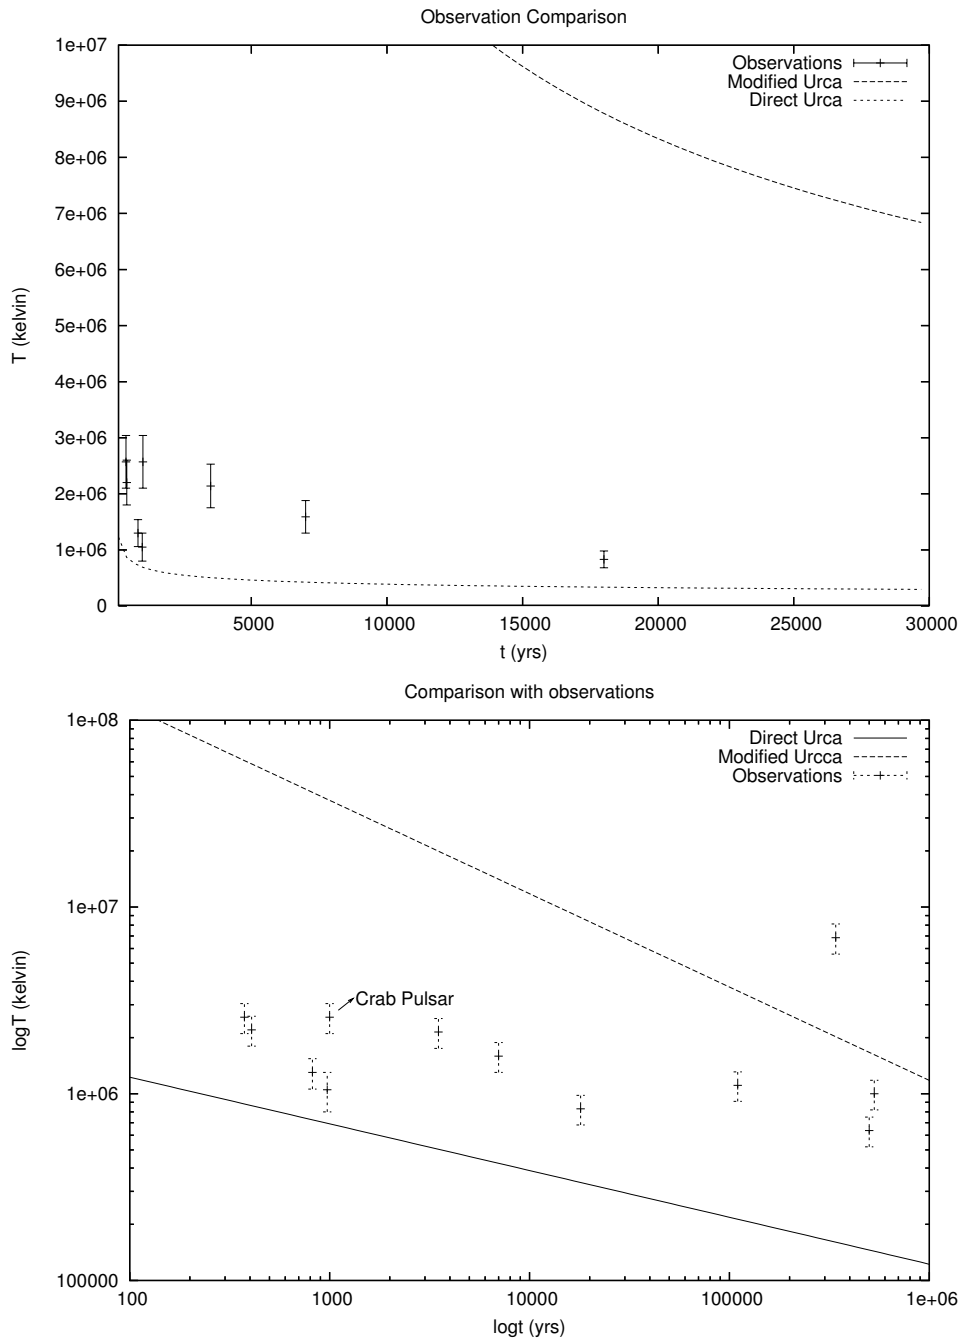 Observation Comparison
1e+07
9e+06
8e+06
7e+06
6e+06
5e+06
4e+06
3e+06
2e+06
1e+06
0
T (kelvin)
Observations
Modified Urca
Direct Urca
5000 10000 15000 20000 25000 30000
t (yrs)
Comparison with observations
1e+08
1e+07
1e+06
100000
logT (kelvin)
Direct Urca
Modified Urcca
Observations
Crab Pulsar
100 1000 10000 100000 1e+06
logt (yrs)